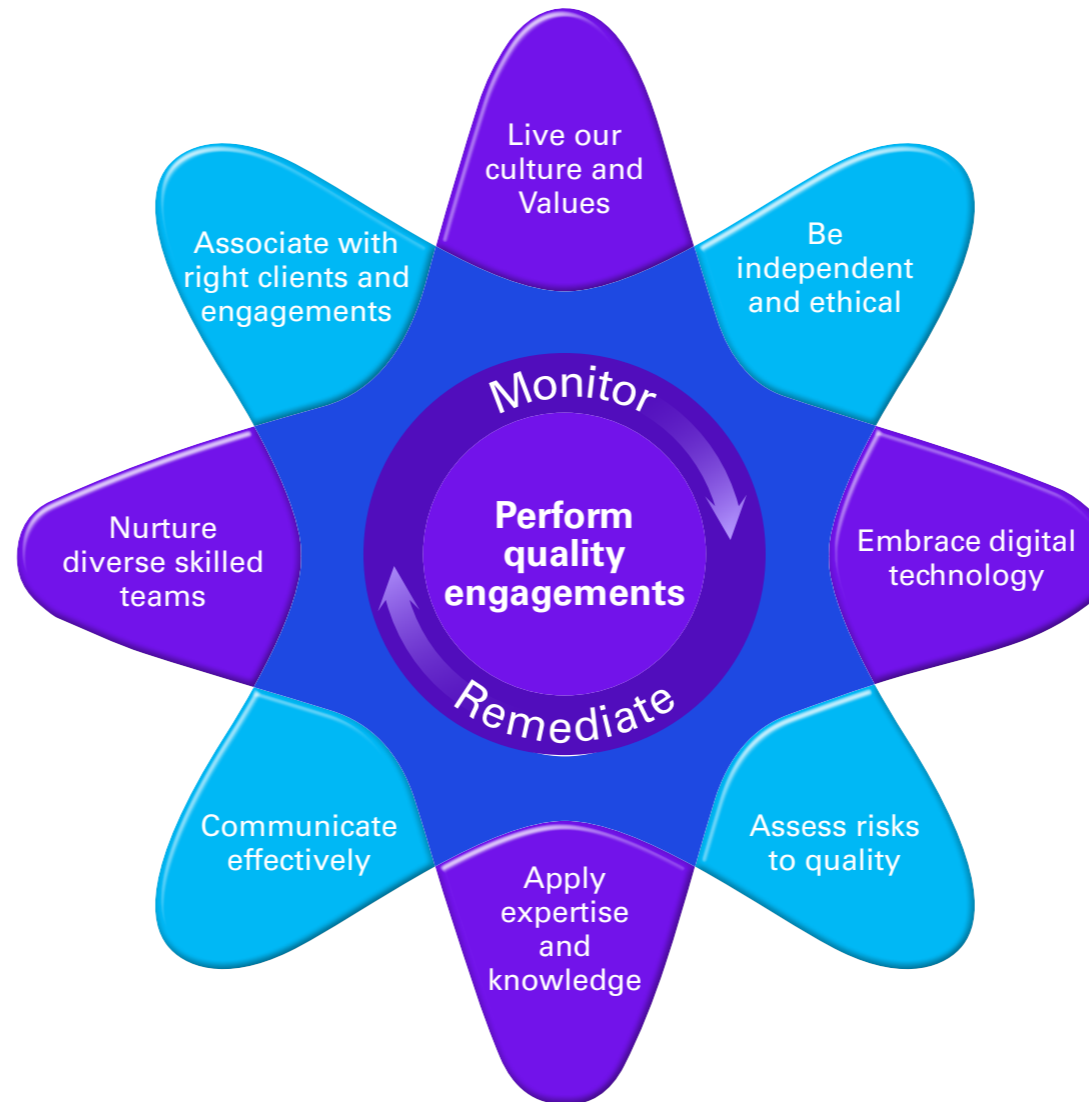 Live our
culture and
Values
Be
independent
and ethical
Embrace digital
technology
Assess risks
to quality
Apply
expertise
and
knowledge
Communicate
effectively
Nurture
diverse skilled
teams
Associate with
right clients and
engagements
Monitor
Perform
quality
engagements
Remediate